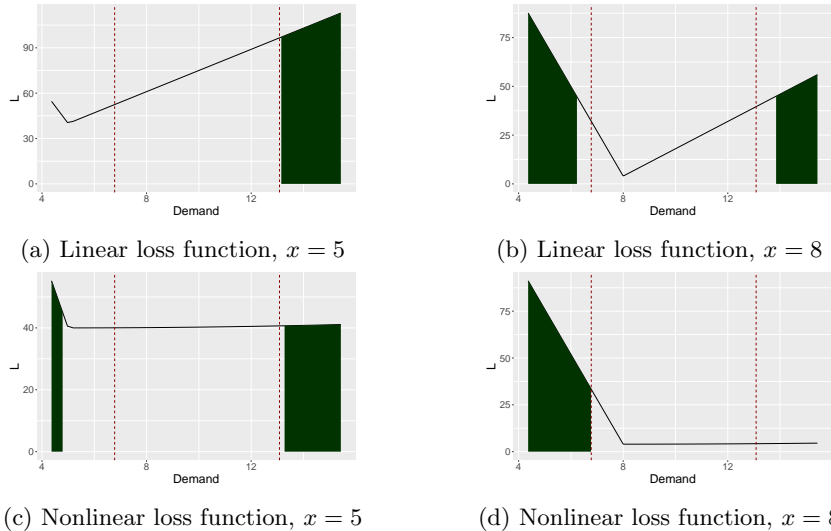 90
60
30
0
L
4
8
12
Demand
(a) Linear loss function, x = 5
75
50
25
0
L
4
8
12
Demand
(b) Linear loss function, x = 8
40
20
0
L
4
8
12
Demand
(c) Nonlinear loss function, x = 5
75
50
25
0
L
4
8
12
Demand
(d) Nonlinear loss function, x = 8